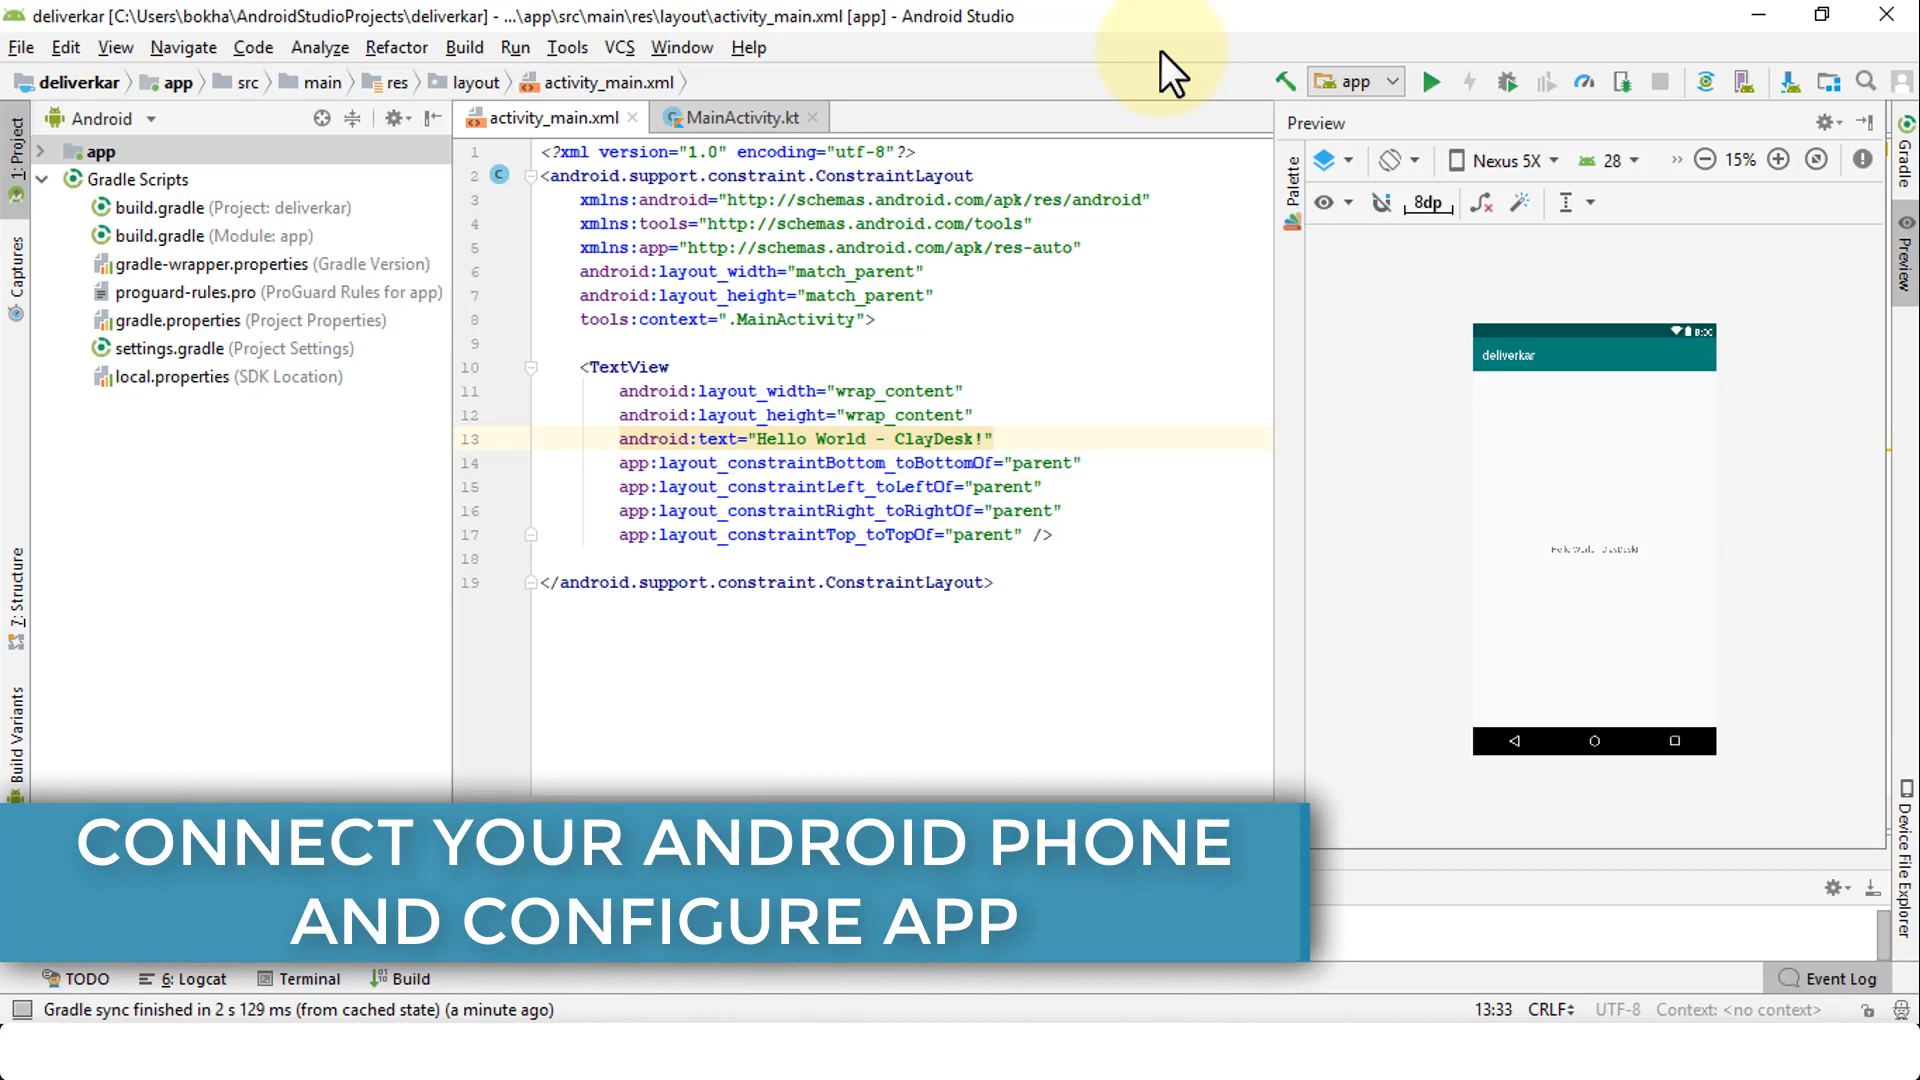 deliverkar [C:\Users\bokha\AndroidStudioProjects\deliverkar] - ...\app\src\main\res\layout\activity_main.xml [app] - Android Studio
File Edit View Navigate Code Analyze Refactor Build Run Tools VCS Window Help
deliverkar app src main res layout activity_main.xml
app
Android
activity_main.xml
MainActivity.kt
Preview
1: Project
Captures
7: Structure
Build Variants
app
Gradle Scripts
build.gradle (Project: deliverkar)
build.gradle (Module: app)
gradle-wrapper.properties (Gradle Version)
proguard-rules.pro (ProGuard Rules for app)
gradle.properties (Project Properties)
settings.gradle (Project Settings)
local.properties (SDK Location)
1 <?xml version="1.0" encoding="utf-8"?>
2 <android.support.constraint.ConstraintLayout
3 xmlns:android="http://schemas.android.com/apk/res/android"
4 xmlns:tools="http://schemas.android.com/tools"
5 xmlns:app="http://schemas.android.com/apk/res-auto"
6 android:layout_width="match_parent"
7 android:layout_height="match_parent"
8 tools:context=".MainActivity">
9
10 <TextView
11 android:layout_width="wrap_content"
12 android:layout_height="wrap_content"
13 android:text="Hello World - ClayDesk!"
14 app:layout_constraintBottom_toBottomOf="parent"
15 app:layout_constraintLeft_toLeftOf="parent"
16 app:layout_constraintRight_toRightOf="parent"
17 app:layout_constraintTop_toTopOf="parent" />
18
19 </android.support.constraint.ConstraintLayout>
Palette
Nexus 5X
28
15%
8dp
8:00
deliverkar
Gradle
Preview
Device File Explorer
CONNECT YOUR ANDROID PHONE
AND CONFIGURE APP
TODO
6: Logcat
Terminal
Build
Event Log
Gradle sync finished in 2 s 129 ms (from cached state) (a minute ago)
13:33 CRLF UTF-8 Context: <no context>